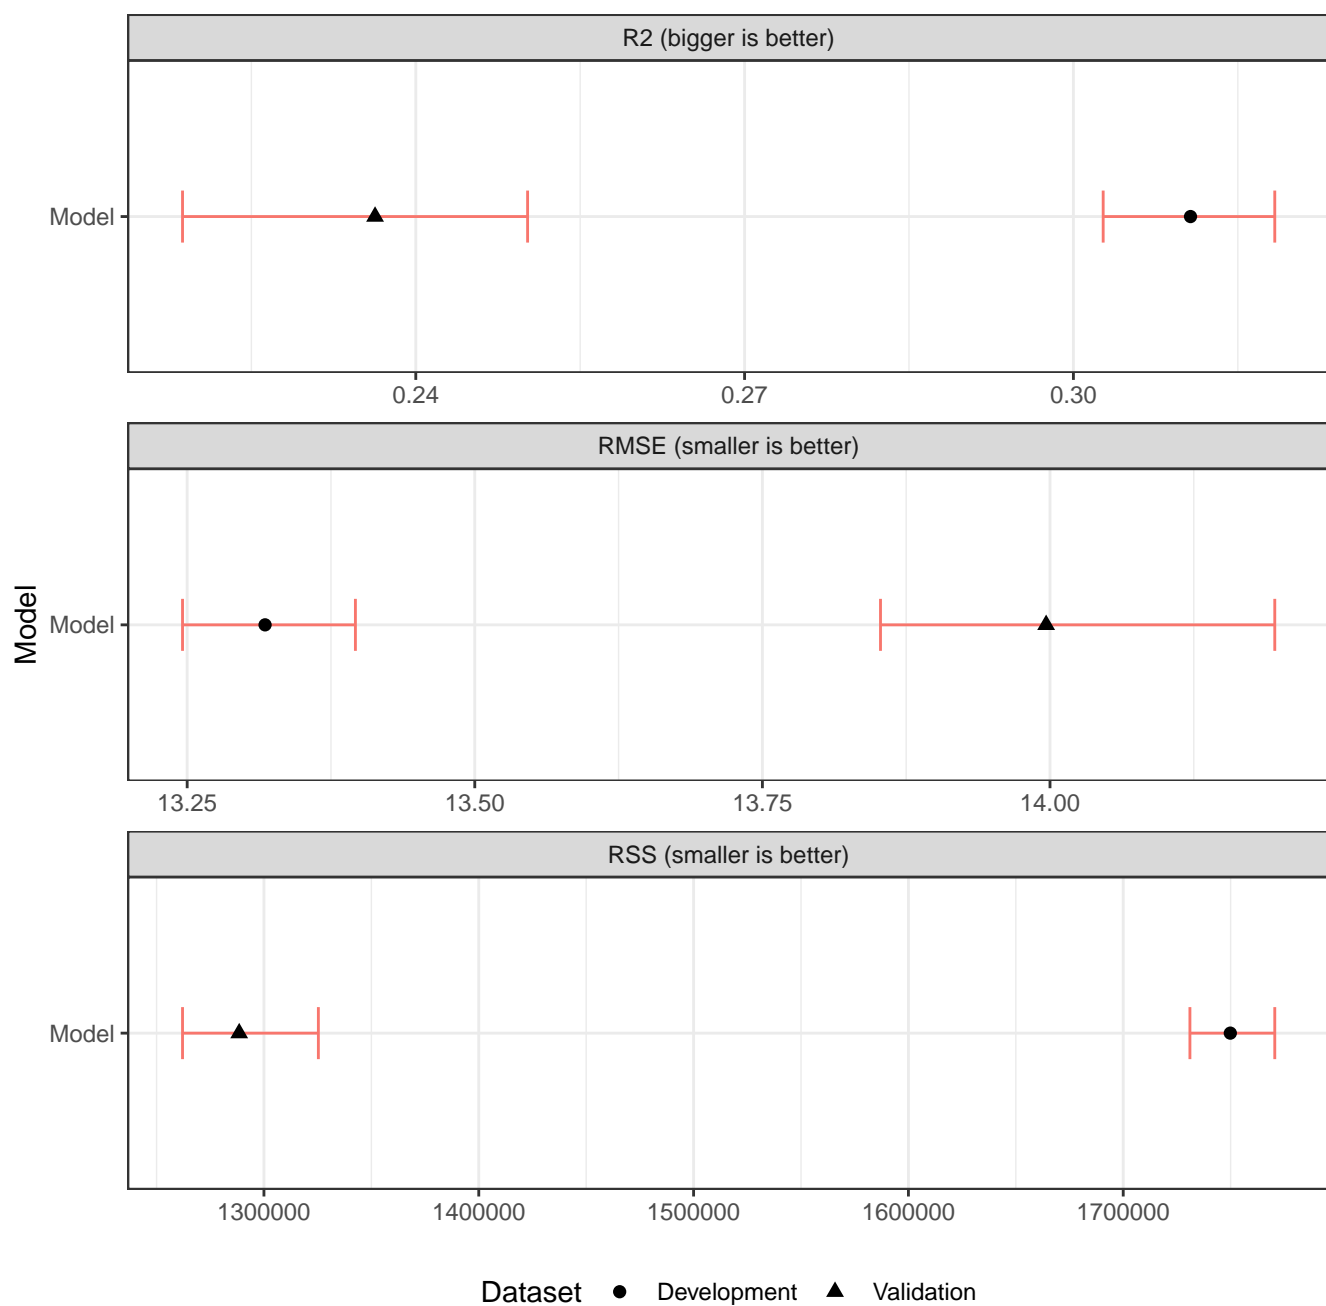 R2 (bigger is better)
Model
0.24 0.27 0.30
RMSE (smaller is better)
Model
Model
13.25 13.50 13.75 14.00
RSS (smaller is better)
Model
1300000 1400000 1500000 1600000 1700000
Dataset Development Validation